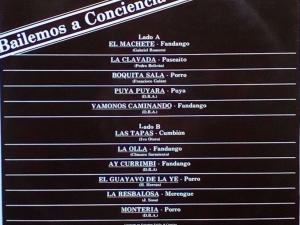 Bailemos a Conciencia
Lado A
EL MACHETE - Fandango
(Gabriel Romero)
LA CLAVADA - Paseaito
(Pedro Beltrán)
BOQUITA SALA - Porro
PUYA PUYARA - Puya
(D.R.A.)
VAMONOS CAMINANDO - Fandango
(D.R.A.)
Lado B
LAS TAPAS - Cumbión
LA OLLA - Fandango
(Clímaco Sarmiento)
AY CURRIMBI - Fandango
(D.R.A.)
EL GUAYAVO DE LA YE - Porro
LA RESBALOSA - Merengue
MONTERIA - Porro
(D.R.A.)